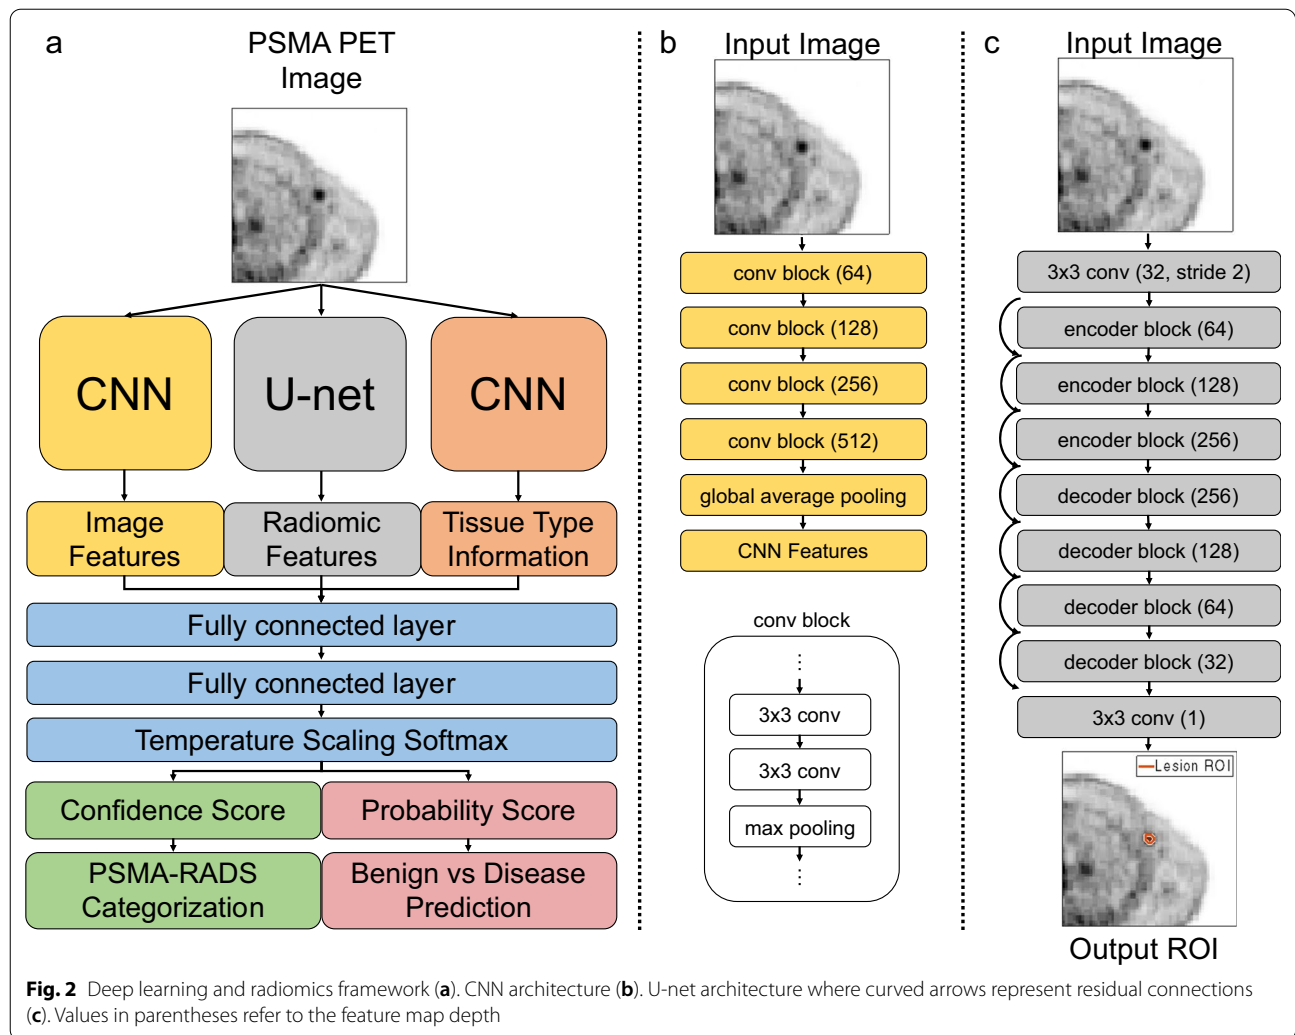 a
PSMA PET
Image
CNN
U-net
CNN
Image
Features
Radiomic
Features
Tissue Type
Information
Fully connected layer
Fully connected layer
Temperature Scaling Softmax
Confidence Score
Probability Score
PSMA-RADS
Categorization
Benign vs Disease
Prediction
b
Input Image
conv block (64)
conv block (128)
conv block (256)
conv block (512)
global average pooling
CNN Features
conv block
⋮
3x3 conv
3x3 conv
max pooling
⋮
c
Input Image
3x3 conv (32, stride 2)
encoder block (64)
encoder block (128)
encoder block (256)
decoder block (256)
decoder block (128)
decoder block (64)
decoder block (32)
3x3 conv (1)
Lesion ROI
Output ROI
Fig. 2 Deep learning and radiomics framework (a). CNN architecture (b). U-net architecture where curved arrows represent residual connections
(c). Values in parentheses refer to the feature map depth